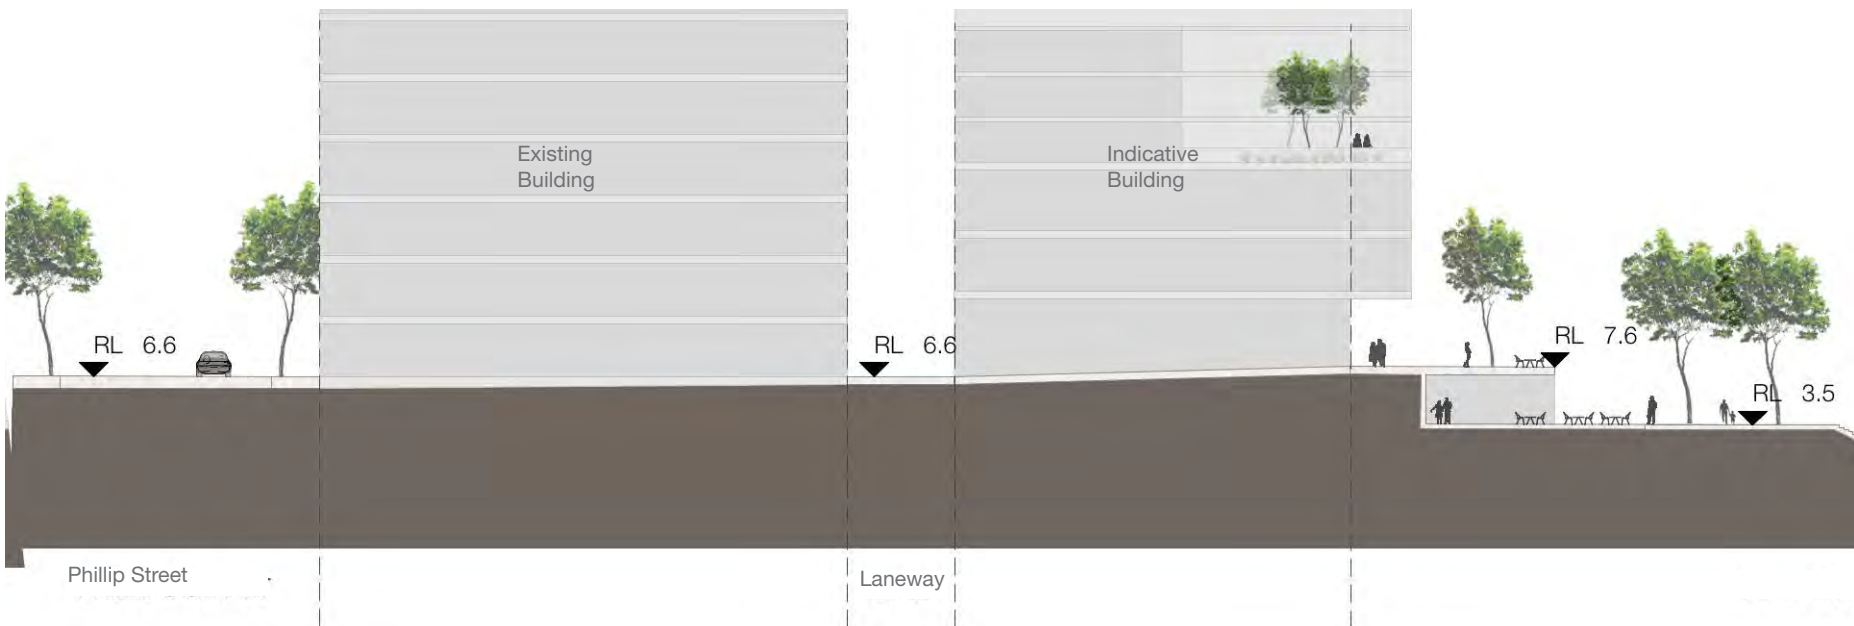 Existing
Building
Indicative
Building
RL 6.6
RL 6.6
RL 7.6
RL 3.5
Phillip Street
Laneway